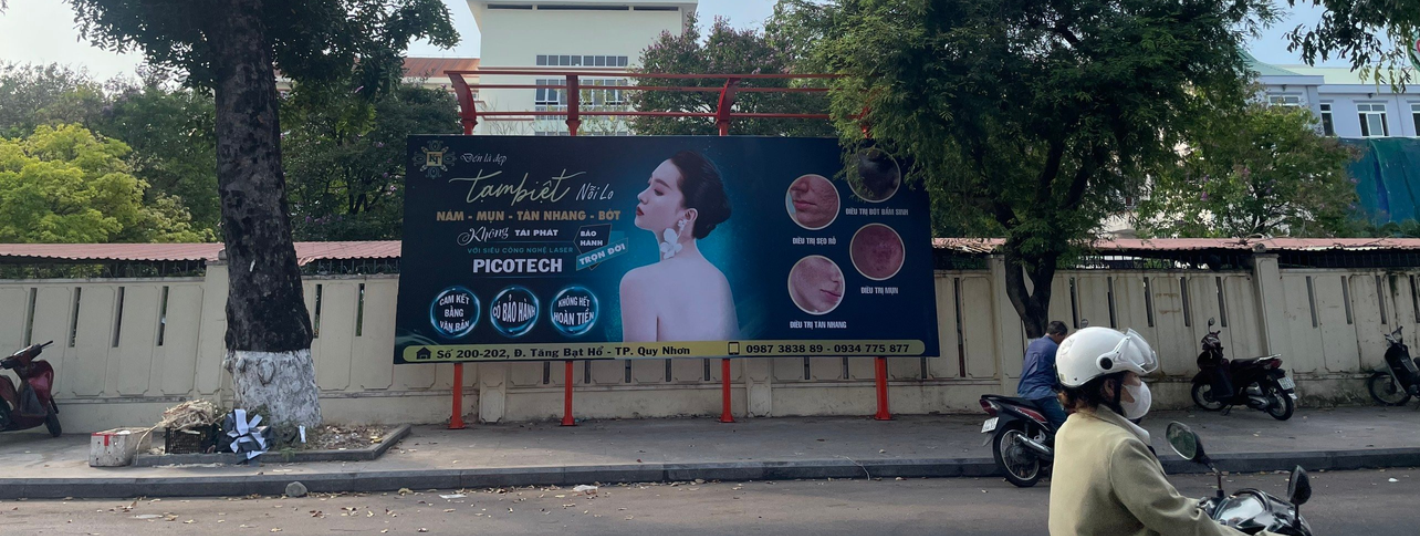 KT
Đến là đẹp
Tạm biệt Nỗi Lo
NÁM - MỤN - TÀN NHANG - BỚT
Không TÁI PHÁT
BẢO HÀNH
TRỌN ĐỜI
VỚI SIÊU CÔNG NGHỆ LASER
PICOTECH
CAM KẾT BẰNG VĂN BẢN
CÓ BẢO HÀNH
KHÔNG HẾT HOÀN TIỀN
ĐIỀU TRỊ BỚT BẨM SINH
ĐIỀU TRỊ SẸO RỖ
ĐIỀU TRỊ MỤN
ĐIỀU TRỊ TÀN NHANG
Số 200-202, Đ. Tăng Bạt Hổ - TP. Quy Nhơn
0987 3838 89 - 0934 775 877